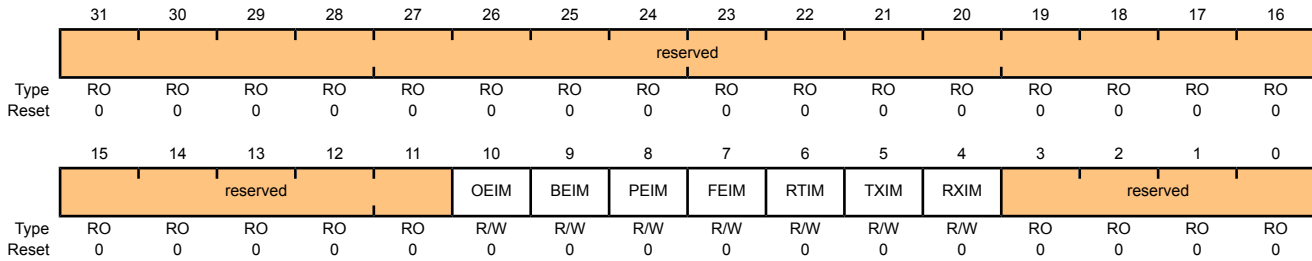 31 30 29 28 27 26 25 24 23 22 21 20 19 18 17 16
reserved
Type RO RO RO RO RO RO RO RO RO RO RO RO RO RO RO RO
Reset 0 0 0 0 0 0 0 0 0 0 0 0 0 0 0 0
15 14 13 12 11 10 9 8 7 6 5 4 3 2 1 0
reserved OEIM BEIM PEIM FEIM RTIM TXIM RXIM reserved
Type RO RO RO RO RO R/W R/W R/W R/W R/W R/W R/W RO RO RO RO
Reset 0 0 0 0 0 0 0 0 0 0 0 0 0 0 0 0